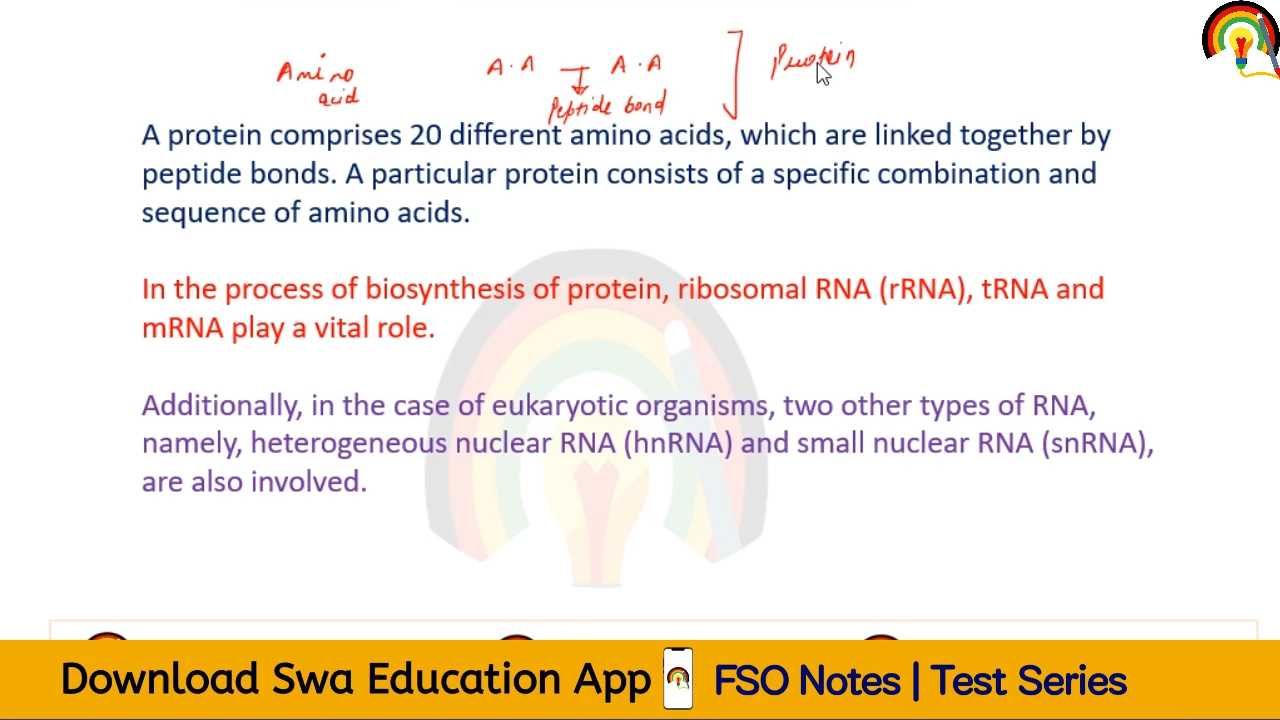 Amino acid
A.A — A.A
Peptide bond
Protein
A protein comprises 20 different amino acids, which are linked together by
peptide bonds. A particular protein consists of a specific combination and
sequence of amino acids.
In the process of biosynthesis of protein, ribosomal RNA (rRNA), tRNA and
mRNA play a vital role.
Additionally, in the case of eukaryotic organisms, two other types of RNA,
namely, heterogeneous nuclear RNA (hnRNA) and small nuclear RNA (snRNA),
are also involved.
Download Swa Education App
FSO Notes | Test Series